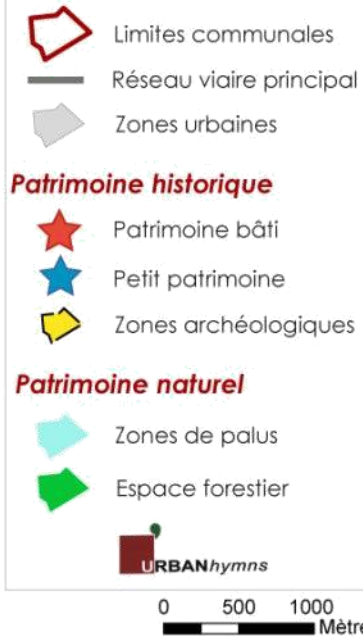 Limites communales
Réseau viaire principal
Zones urbaines
Patrimoine historique
Patrimoine bâti
Petit patrimoine
Zones archéologiques
Patrimoine naturel
Zones de palus
Espace forestier
URBANhymns
0 500 1000
Mètre